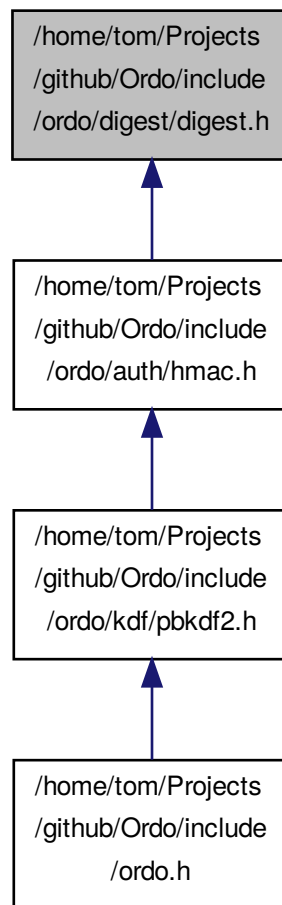 /home/tom/Projects
/github/Ordo/include
/ordo/digest/digest.h
/home/tom/Projects
/github/Ordo/include
/ordo/auth/hmac.h
/home/tom/Projects
/github/Ordo/include
/ordo/kdf/pbkdf2.h
/home/tom/Projects
/github/Ordo/include
/ordo.h